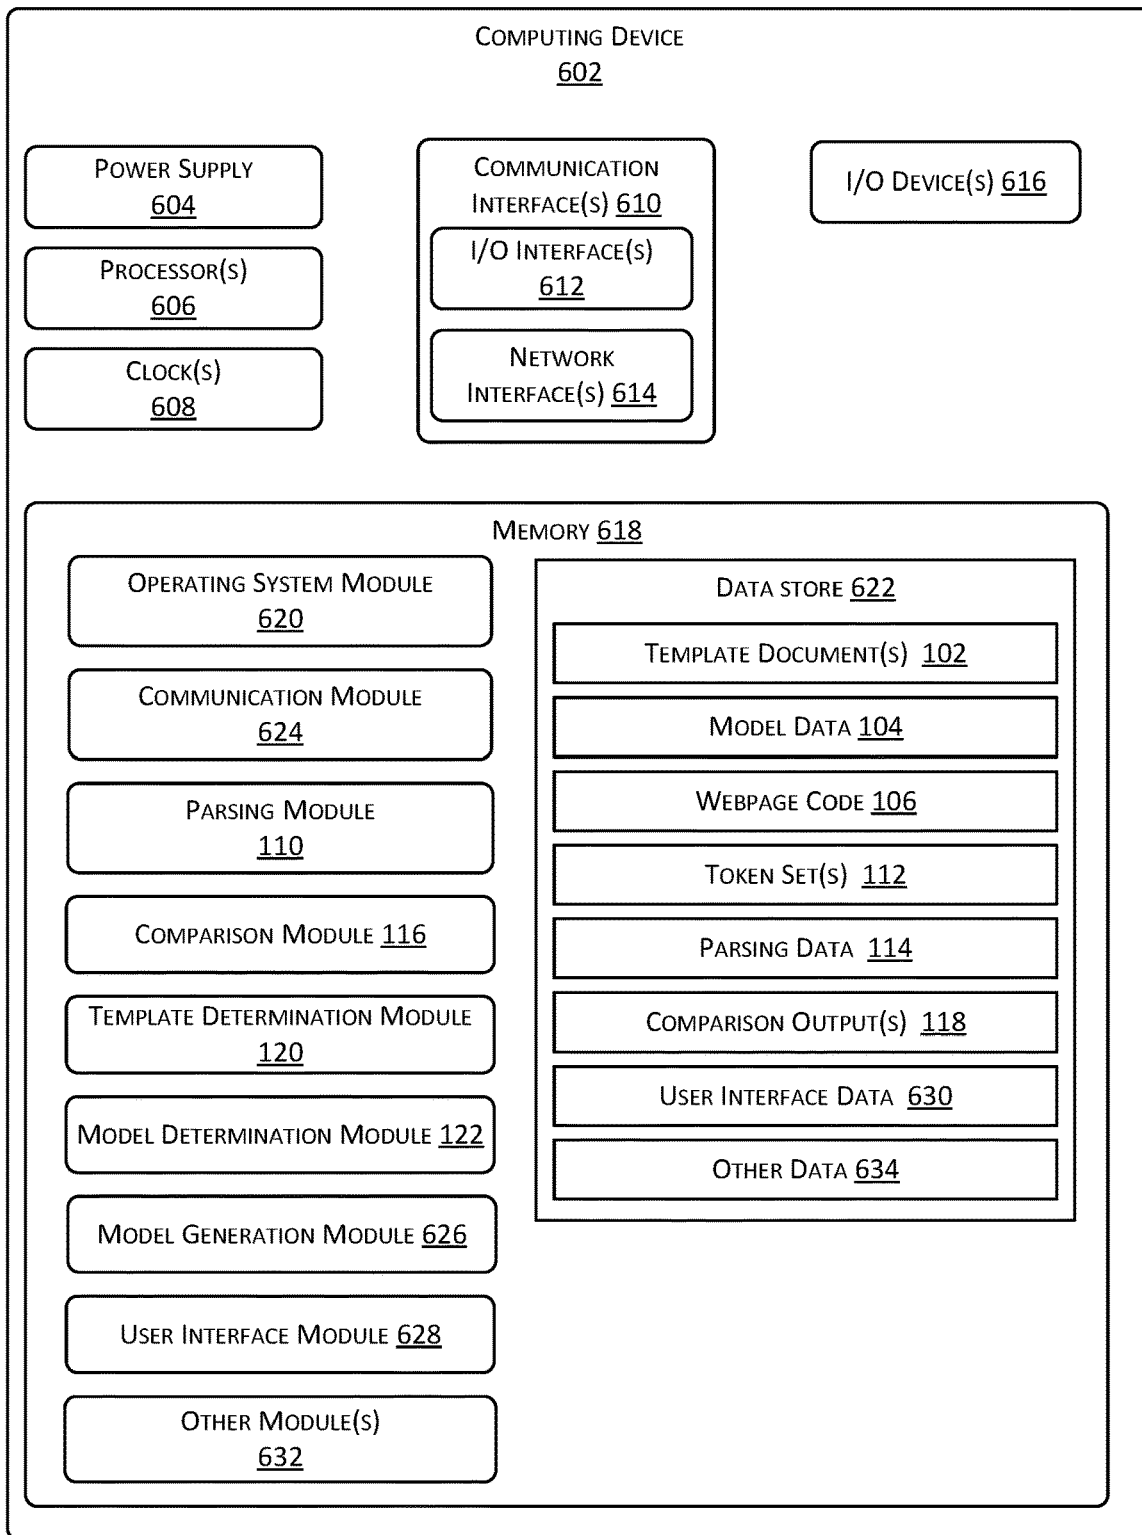 COMPUTING DEVICE
602
POWER SUPPLY
604
PROCESSOR(S)
606
CLOCK(S)
608
COMMUNICATION
INTERFACE(S) 610
I/O INTERFACE(S)
612
NETWORK
INTERFACE(S) 614
I/O DEVICE(S) 616
MEMORY 618
OPERATING SYSTEM MODULE
620
COMMUNICATION MODULE
624
PARSING MODULE
110
COMPARISON MODULE 116
TEMPLATE DETERMINATION MODULE
120
MODEL DETERMINATION MODULE 122
MODEL GENERATION MODULE 626
USER INTERFACE MODULE 628
OTHER MODULE(S)
632
DATA STORE 622
TEMPLATE DOCUMENT(S) 102
MODEL DATA 104
WEBPAGE CODE 106
TOKEN SET(S) 112
PARSING DATA 114
COMPARISON OUTPUT(S) 118
USER INTERFACE DATA 630
OTHER DATA 634